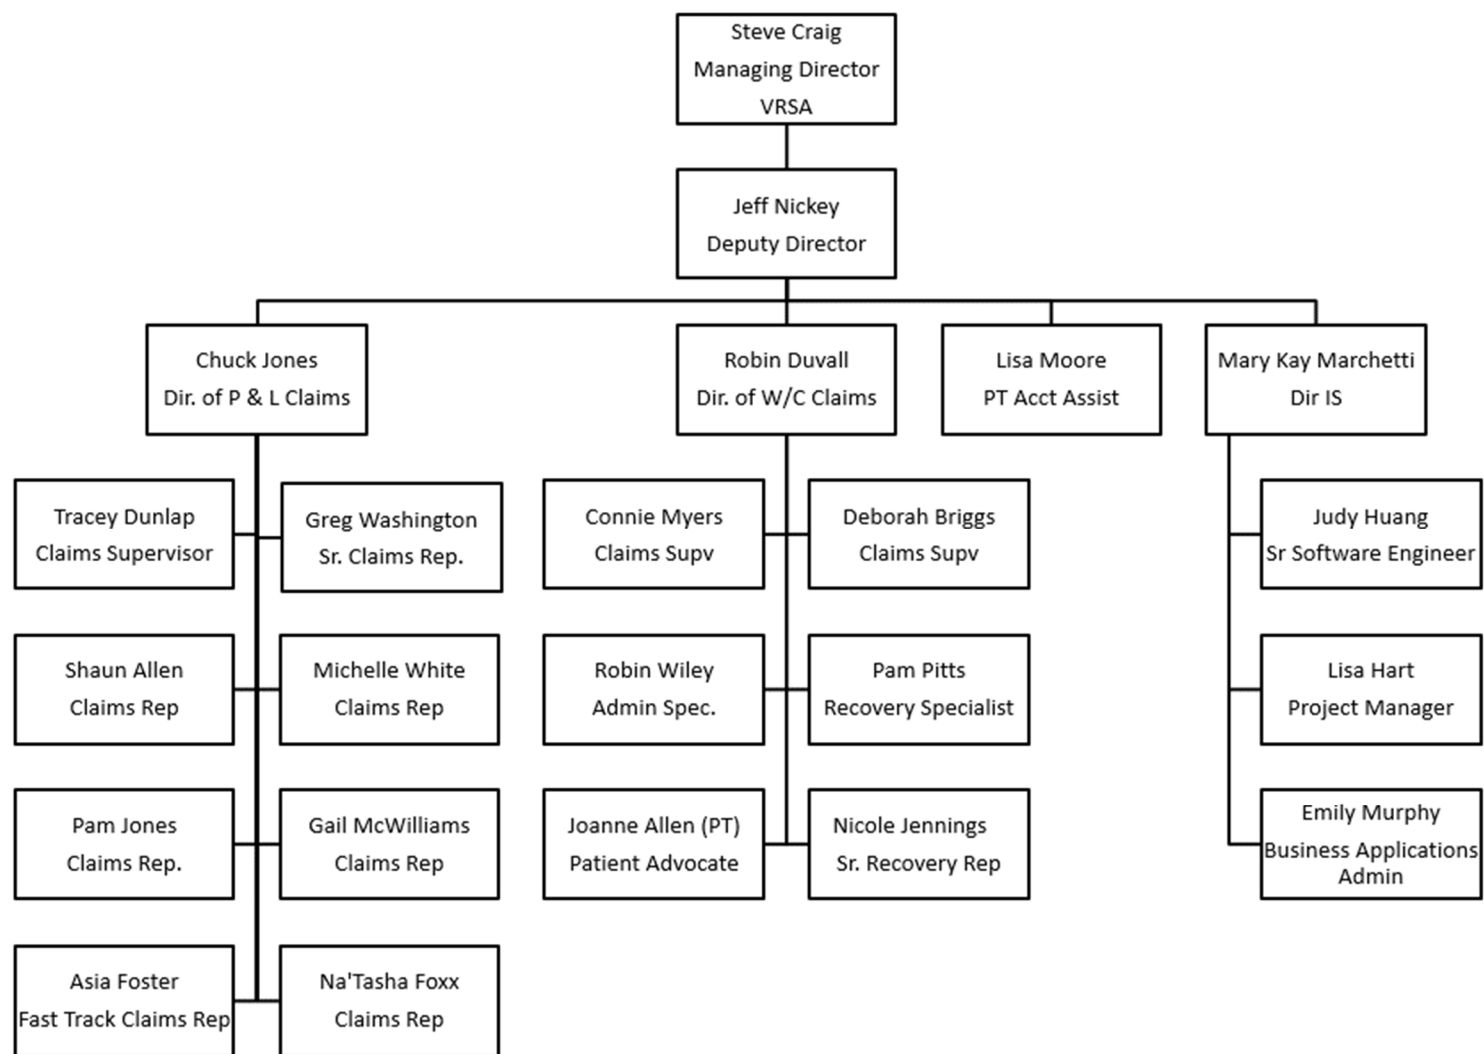 Steve Craig
Managing Director
VRSA
Jeff Nickey
Deputy Director
Chuck Jones
Dir. of P & L Claims
Robin Duvall
Dir. of W/C Claims
Lisa Moore
PT Acct Assist
Mary Kay Marchetti
Dir IS
Tracey Dunlap
Claims Supervisor
Greg Washington
Sr. Claims Rep.
Connie Myers
Claims Supv
Deborah Briggs
Claims Supv
Judy Huang
Sr Software Engineer
Shaun Allen
Claims Rep
Michelle White
Claims Rep
Robin Wiley
Admin Spec.
Pam Pitts
Recovery Specialist
Lisa Hart
Project Manager
Pam Jones
Claims Rep.
Gail McWilliams
Claims Rep
Joanne Allen (PT)
Patient Advocate
Nicole Jennings
Sr. Recovery Rep
Emily Murphy
Business Applications
Admin
Asia Foster
Fast Track Claims Rep
Na'Tasha Foxx
Claims Rep